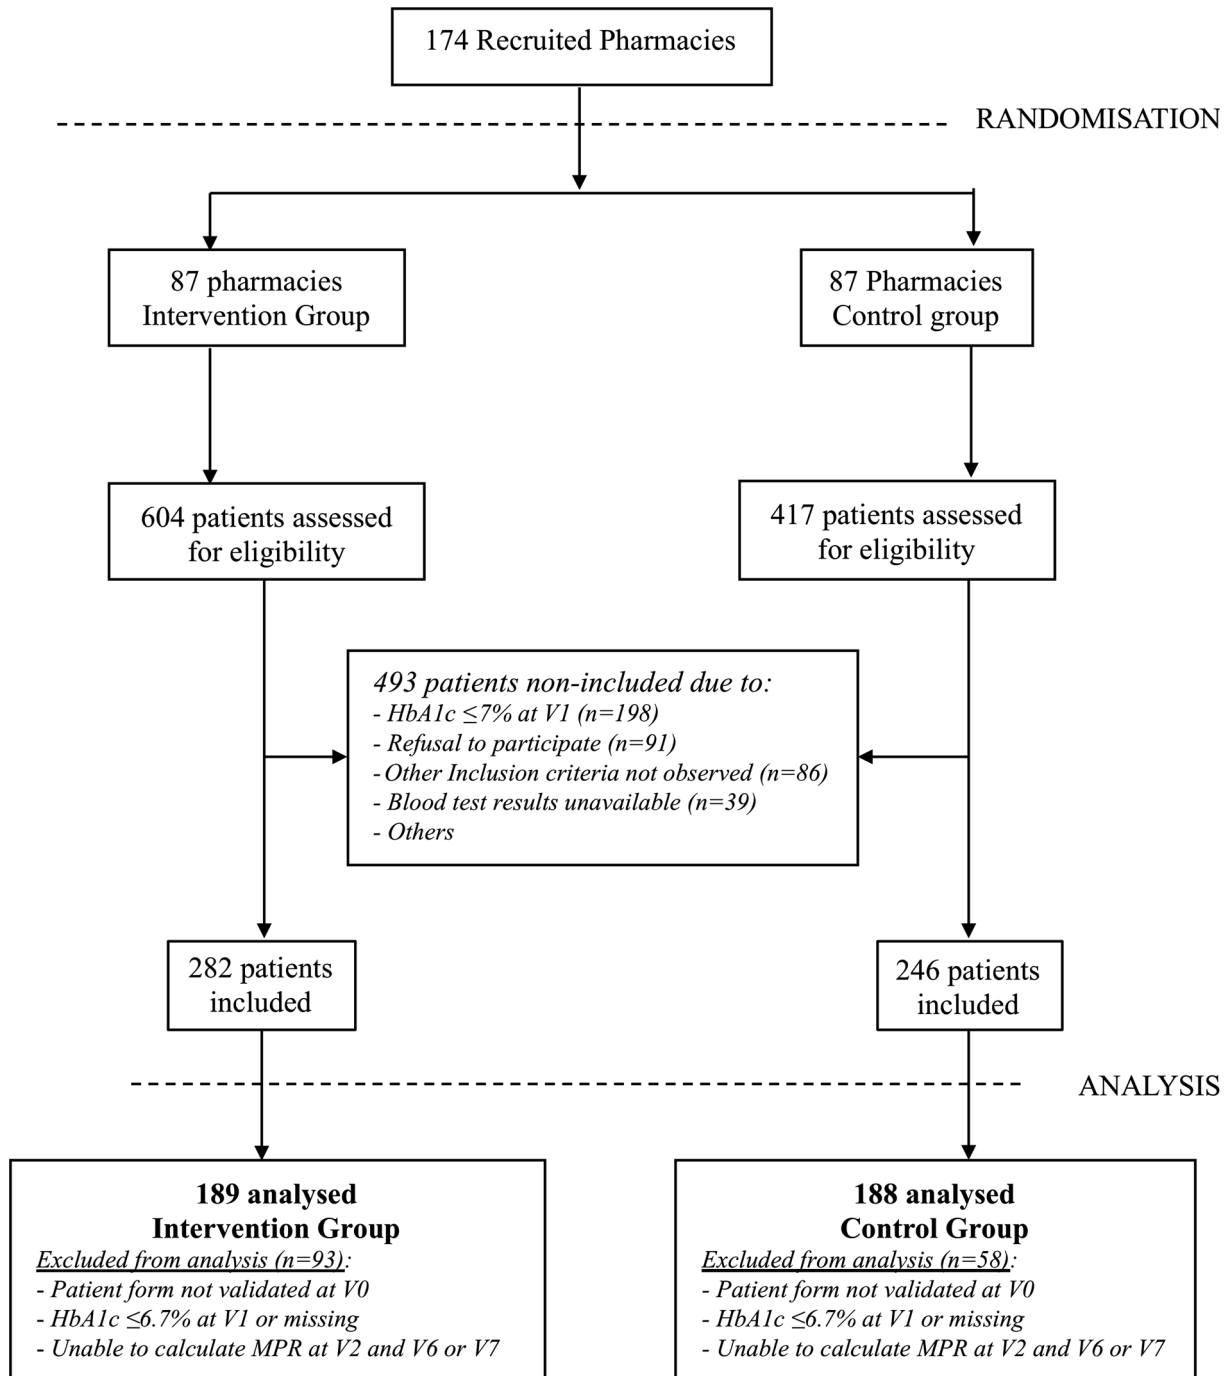 174 Recruited Pharmacies
RANDOMISATION
87 pharmacies
Intervention Group
87 Pharmacies
Control group
604 patients assessed
for eligibility
417 patients assessed
for eligibility
493 patients non-included due to:
- HbA1c ≤7% at V1 (n=198)
- Refusal to participate (n=91)
- Other Inclusion criteria not observed (n=86)
- Blood test results unavailable (n=39)
- Others
282 patients
included
246 patients
included
ANALYSIS
189 analysed
Intervention Group
Excluded from analysis (n=93):
- Patient form not validated at V0
- HbA1c ≤6.7% at V1 or missing
- Unable to calculate MPR at V2 and V6 or V7
188 analysed
Control Group
Excluded from analysis (n=58):
- Patient form not validated at V0
- HbA1c ≤6.7% at V1 or missing
- Unable to calculate MPR at V2 and V6 or V7